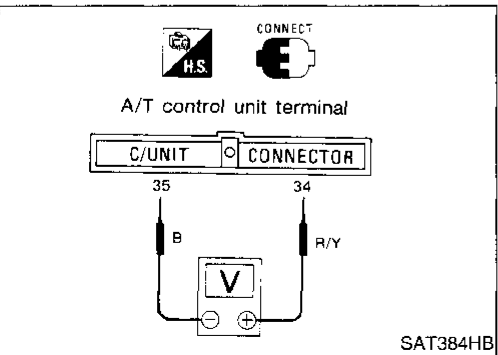 CONNECT
H.S.
A/T control unit terminal
C/UNIT CONNECTOR
35 34
B R/Y
V
SAT384HB